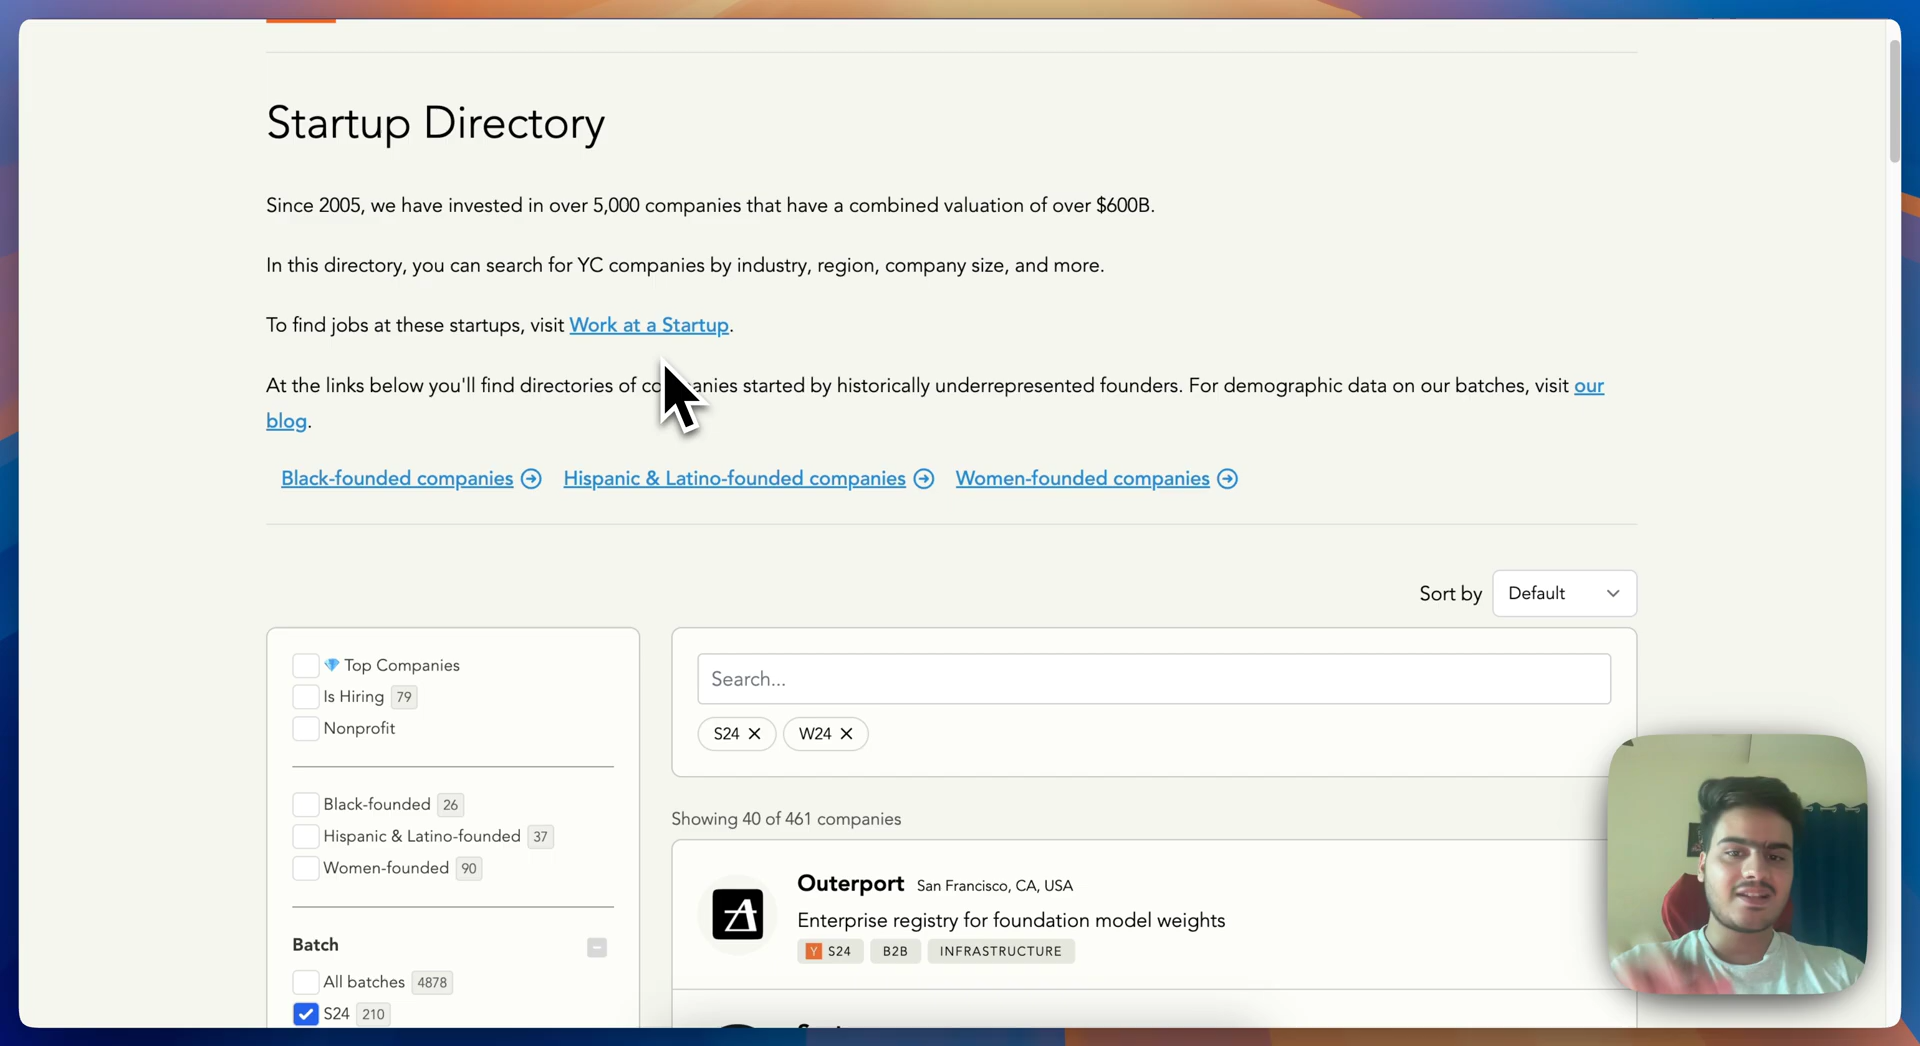 Startup Directory
Since 2005, we have invested in over 5,000 companies that have a combined valuation of over $600B.
In this directory, you can search for YC companies by industry, region, company size, and more.
To find jobs at these startups, visit Work at a Startup.
At the links below you'll find directories of co anies started by historically underrepresented founders. For demographic data on our batches, visit our
blog.
Black-founded companies Hispanic & Latino-founded companies Women-founded companies
Sort by Default
Top Companies
Is Hiring 79
Nonprofit
Black-founded 26
Hispanic & Latino-founded 37
Women-founded 90
Batch
All batches 4878
S24 210
Search...
S24 W24
Showing 40 of 461 companies
Outerport San Francisco, CA, USA
Enterprise registry for foundation model weights
Y S24 B2B INFRASTRUCTURE